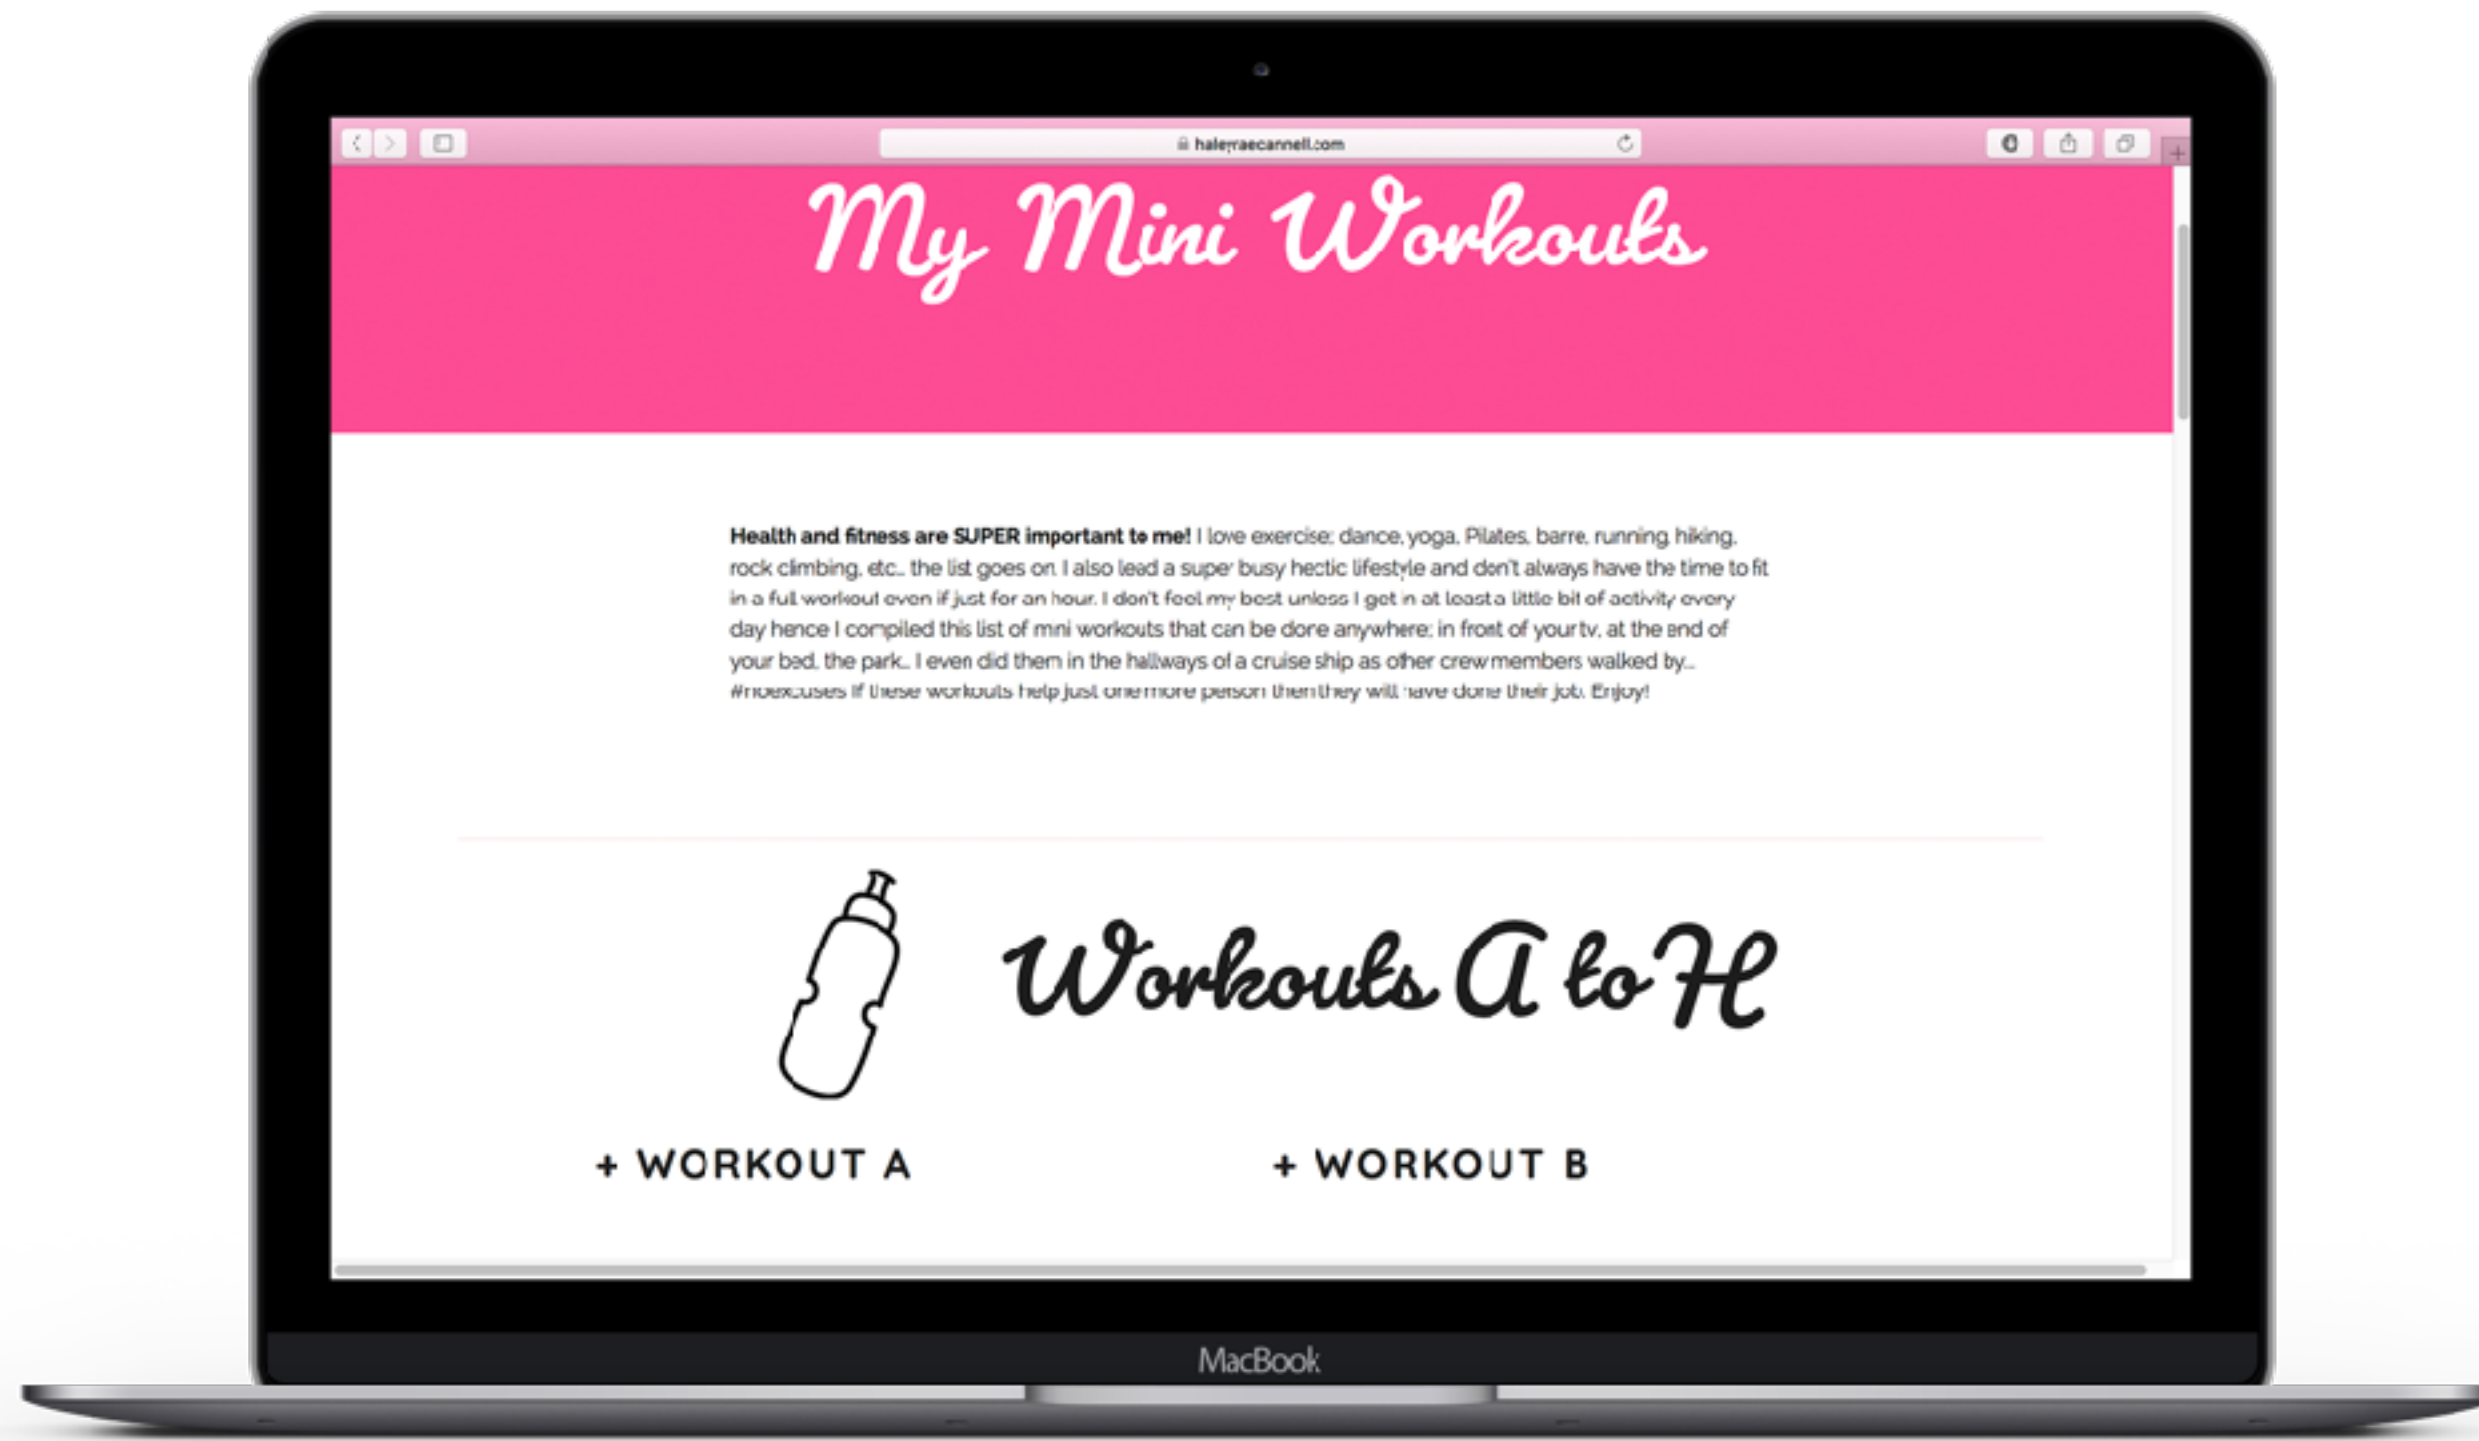 haleyraecannell.com
My Mini Workouts
Health and fitness are SUPER important to me! I love exercise; dance, yoga, Pilates, barre, running, hiking,
rock climbing, etc... the list goes on. I also lead a super busy hectic lifestyle and don't always have the time to fit
in a full workout even if just for an hour. I don't feel my best unless I get in at least a little bit of activity every
day hence I compiled this list of mini workouts that can be done anywhere; in front of your tv, at the end of
your bed, the park... I even did them in the hallways of a cruise ship as other crew members walked by...
#noexcuses If these workouts help just one more person then they will have done their job. Enjoy!
Workouts A to H
+ WORKOUT A
+ WORKOUT B
MacBook